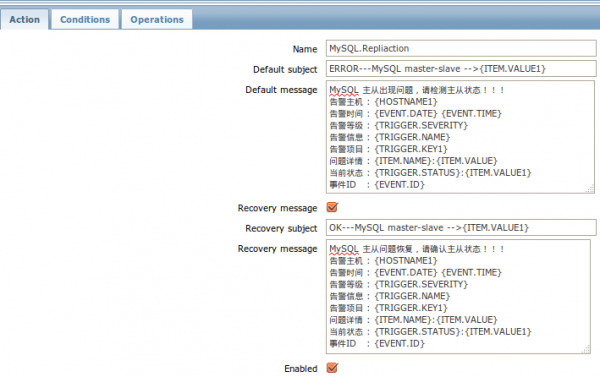 Action Conditions Operations
Name MySQL.Repliaction
Default subject ERROR---MySQL master-slave -->{ITEM.VALUE1}
Default message MySQL 主从出现问题，请检测主从状态！！！
告警主机：{HOSTNAME1}
告警时间：{EVENT.DATE} {EVENT.TIME}
告警等级：{TRIGGER.SEVERITY}
告警信息：{TRIGGER.NAME}
告警项目：{TRIGGER.KEY1}
问题详情：{ITEM.NAME}:{ITEM.VALUE}
当前状态：{TRIGGER.STATUS}:{ITEM.VALUE1}
事件ID ：{EVENT.ID}
Recovery message
Recovery subject OK---MySQL master-slave -->{ITEM.VALUE1}
Recovery message MySQL 主从问题恢复，请确认主从状态！！！
告警主机：{HOSTNAME1}
告警时间：{EVENT.DATE} {EVENT.TIME}
告警等级：{TRIGGER.SEVERITY}
告警信息：{TRIGGER.NAME}
告警项目：{TRIGGER.KEY1}
问题详情：{ITEM.NAME}:{ITEM.VALUE}
当前状态：{TRIGGER.STATUS}:{ITEM.VALUE1}
事件ID ：{EVENT.ID}
Enabled